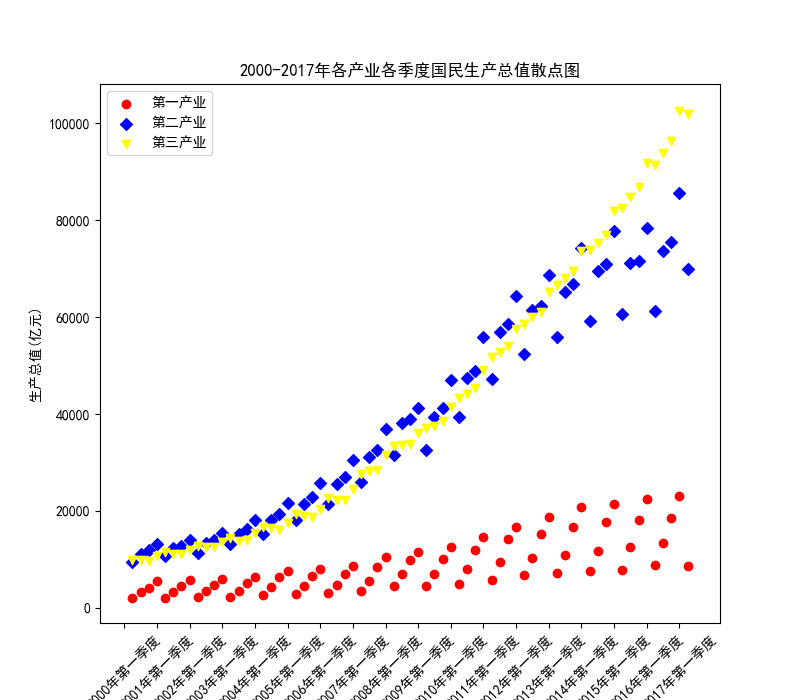 2000-2017年各产业各季度国民生产总值散点图
第一产业
第二产业
第三产业
生产总值(亿元)
100000
80000
60000
40000
20000
0
2000年第一季度
2001年第一季度
2002年第一季度
2003年第一季度
2004年第一季度
2005年第一季度
2006年第一季度
2007年第一季度
2008年第一季度
2009年第一季度
2010年第一季度
2011年第一季度
2012年第一季度
2013年第一季度
2014年第一季度
2015年第一季度
2016年第一季度
2017年第一季度